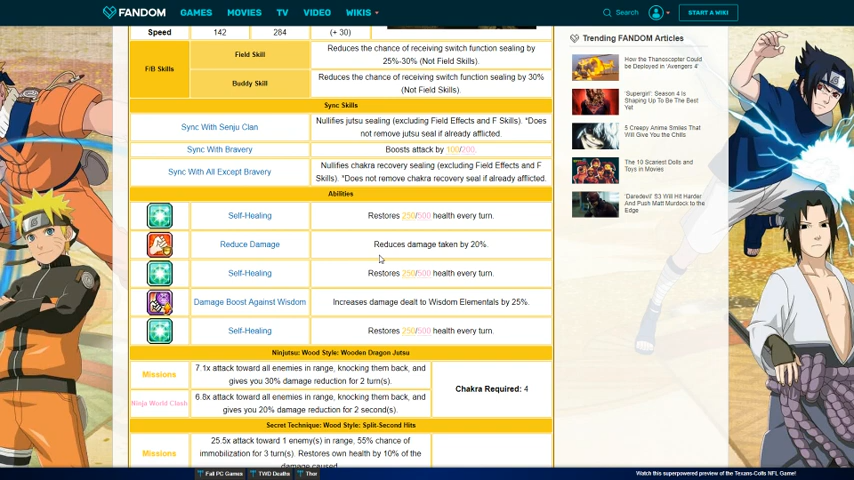 FANDOM GAMES MOVIES TV VIDEO WIKIS Search START A WIKI
Speed 142 284 (+ 30)
F/B Skills
Field Skill
Reduces the chance of receiving switch function sealing by
25%-30% (Not Field Skills).
Buddy Skill
Reduces the chance of receiving switch function sealing by 30%
(Not Field Skills).
Sync Skills
Sync With Senju Clan
Nullifies jutsu sealing (excluding Field Effects and F Skills). *Does
not remove jutsu seal if already afflicted.
Sync With Bravery
Boosts attack by 100/200.
Sync With All Except Bravery
Nullifies chakra recovery sealing (excluding Field Effects and F
Skills). *Does not remove chakra recovery seal if already afflicted.
Abilities
Self-Healing
Restores 250/500 health every turn.
Reduce Damage
Reduces damage taken by 20%.
Self-Healing
Restores 250/500 health every turn.
Damage Boost Against Wisdom
Increases damage dealt to Wisdom Elementals by 25%.
Self-Healing
Restores 250/500 health every turn.
Ninjutsu: Wood Style: Wooden Dragon Jutsu
Missions
7.1x attack toward all enemies in range, knocking them back, and
gives you 30% damage reduction for 2 turn(s).
Ninja World Clash
6.8x attack toward all enemies in range, knocking them back, and
gives you 20% damage reduction for 2 second(s).
Chakra Required: 4
Secret Technique: Wood Style: Split-Second Hits
Missions
25.5x attack toward 1 enemy(s) in range, 55% chance of
immobilization for 3 turn(s). Restores own health by 10% of the
damage caused.
Trending FANDOM Articles
How the Thanoscopter Could
be Deployed in 'Avengers 4'
'Supergirl': Season 4 Is
Shaping Up To Be The Best
Yet
5 Creepy Anime Smiles That
Will Give You the Chills
The 10 Scariest Dolls and
Toys in Movies
'Daredevil' S3 Will Hit Harder
And Push Matt Murdock to the
Edge
Full PC Games TWD Deaths Thor
Watch this superpowered preview of the Texans-Colts NFL Game!